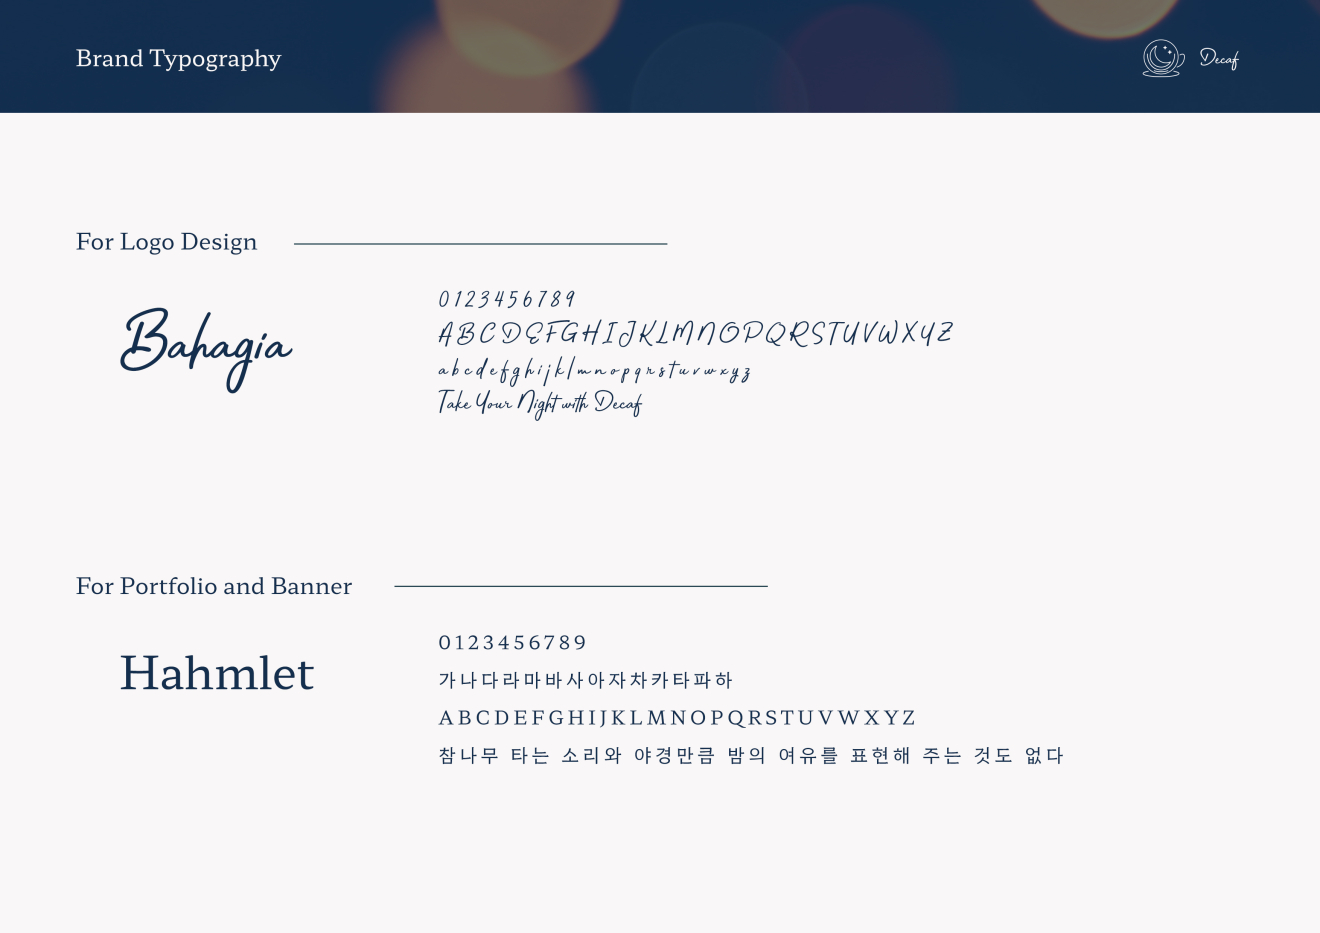 Brand Typography
Decaf
For Logo Design
Bahagia
0123456789
ABCDEFGHIJKLMNOPQRSTUVWXYZ
abcdefghijklmnopqrstuvwxyz
Take Your Night with Decaf
For Portfolio and Banner
Hahmlet
0123456789
가나다라마바사아자차카타파하
ABCDEFGHIJKLMNOPQRSTUVWXYZ
참나무 타는 소리와 야경만큼 밤의 여유를 표현해 주는 것도 없다